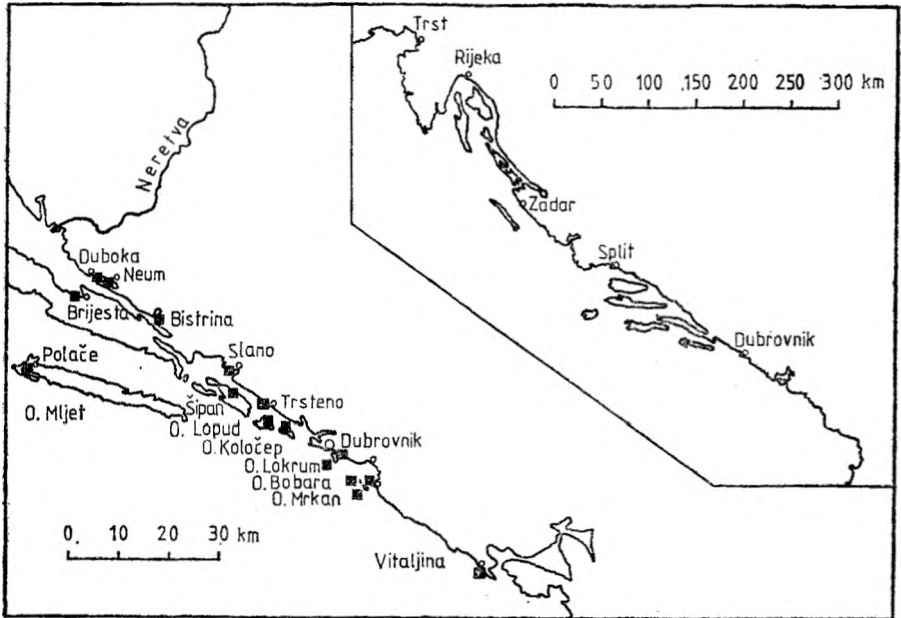 Trst
Rijeka
0 50 100 150 200 250 300 km
Zadar
Split
Dubrovnik
Neretva
Duboka
Neum
Brijesta
Bistrina
Slano
Polače
O. Mljet
Šipan
Trsteno
O. Lopud
O. Koločep
Dubrovnik
O. Lokrum
O. Bobara
O. Mrkan
Vitaljina
0 10 20 30 km